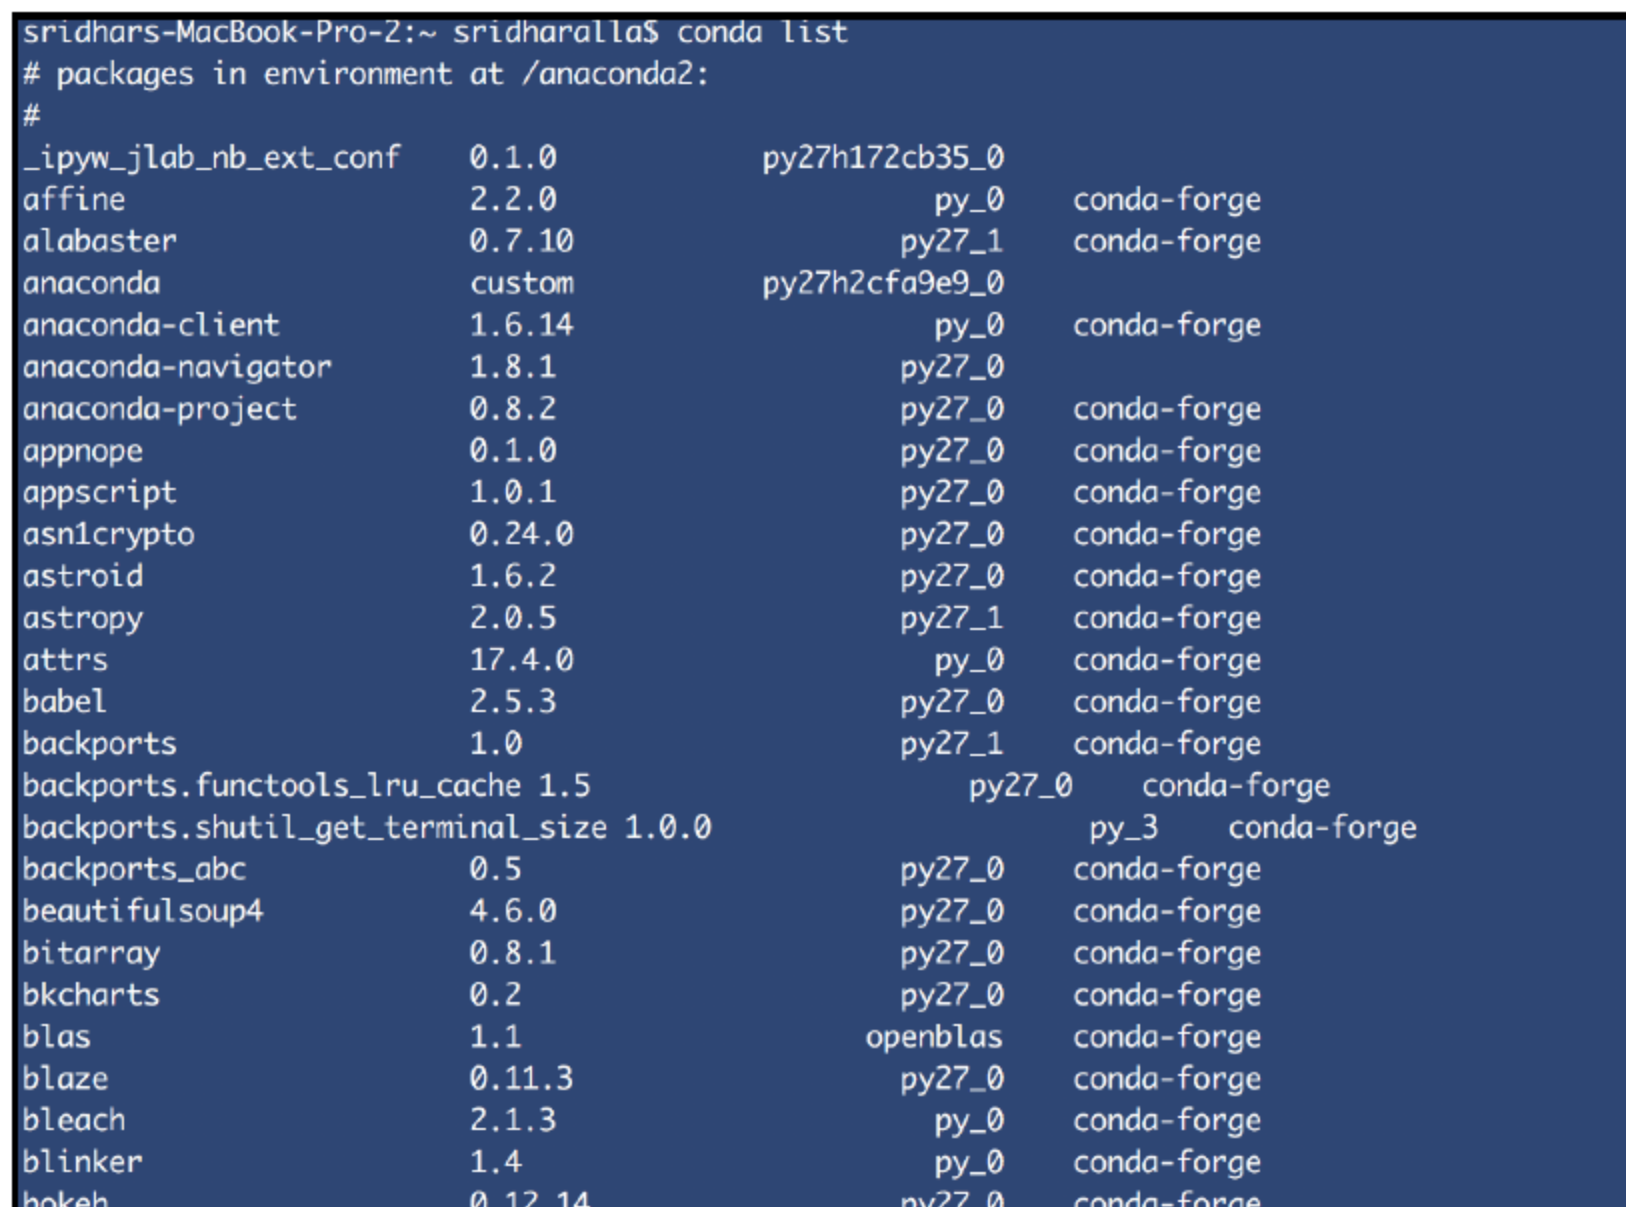 sridhars-MacBook-Pro-2:~ sridharalla$ conda list
# packages in environment at /anaconda2:
#
_ipyw_jlab_nb_ext_conf    0.1.0            py27h172cb35_0
affine                    2.2.0                      py_0    conda-forge
alabaster                 0.7.10                   py27_1    conda-forge
anaconda                  custom           py27h2cfa9e9_0
anaconda-client           1.6.14                     py_0    conda-forge
anaconda-navigator        1.8.1                    py27_0
anaconda-project          0.8.2                    py27_0    conda-forge
appnope                   0.1.0                    py27_0    conda-forge
appscript                 1.0.1                    py27_0    conda-forge
asn1crypto                0.24.0                   py27_0    conda-forge
astroid                   1.6.2                    py27_0    conda-forge
astropy                   2.0.5                    py27_1    conda-forge
attrs                     17.4.0                     py_0    conda-forge
babel                     2.5.3                    py27_0    conda-forge
backports                 1.0                      py27_1    conda-forge
backports.functools_lru_cache 1.5                      py27_0    conda-forge
backports.shutil_get_terminal_size 1.0.0                      py_3    conda-forge
backports_abc             0.5                      py27_0    conda-forge
beautifulsoup4            4.6.0                    py27_0    conda-forge
bitarray                  0.8.1                    py27_0    conda-forge
bkcharts                  0.2                      py27_0    conda-forge
blas                      1.1                    openblas    conda-forge
blaze                     0.11.3                   py27_0    conda-forge
bleach                    2.1.3                      py_0    conda-forge
blinker                   1.4                        py_0    conda-forge
bokeh                     0.12.14                  py27_0    conda-forge